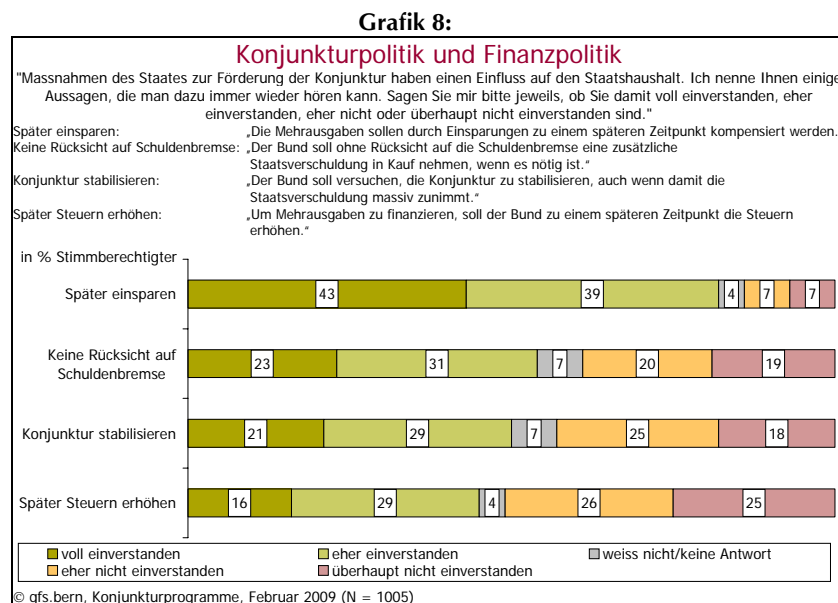 Grafik 8:
Konjunkturpolitik und Finanzpolitik
"Massnahmen des Staates zur Förderung der Konjunktur haben einen Einfluss auf den Staatshaushalt. Ich nenne Ihnen einige
Aussagen, die man dazu immer wieder hören kann. Sagen Sie mir bitte jeweils, ob Sie damit voll einverstanden, eher
einverstanden, eher nicht oder überhaupt nicht einverstanden sind."
Später einsparen: „Die Mehrausgaben sollen durch Einsparungen zu einem späteren Zeitpunkt kompensiert werden.
Keine Rücksicht auf Schuldenbremse: „Der Bund soll ohne Rücksicht auf die Schuldenbremse eine zusätzliche
Staatsverschuldung in Kauf nehmen, wenn es nötig ist.“
Konjunktur stabilisieren: „Der Bund soll versuchen, die Konjunktur zu stabilisieren, auch wenn damit die
Staatsverschuldung massiv zunimmt.“
Später Steuern erhöhen: „Um Mehrausgaben zu finanzieren, soll der Bund zu einem späteren Zeitpunkt die Steuern
erhöhen.“
in % Stimmberechtigter
Später einsparen 43 39 4 7 7
Keine Rücksicht auf
Schuldenbremse 23 31 7 20 19
Konjunktur stabilisieren 21 29 7 25 18
Später Steuern erhöhen 16 29 4 26 25
voll einverstanden eher einverstanden weiss nicht/keine Antwort
eher nicht einverstanden überhaupt nicht einverstanden
© gfs.bern, Konjunkturprogramme, Februar 2009 (N = 1005)